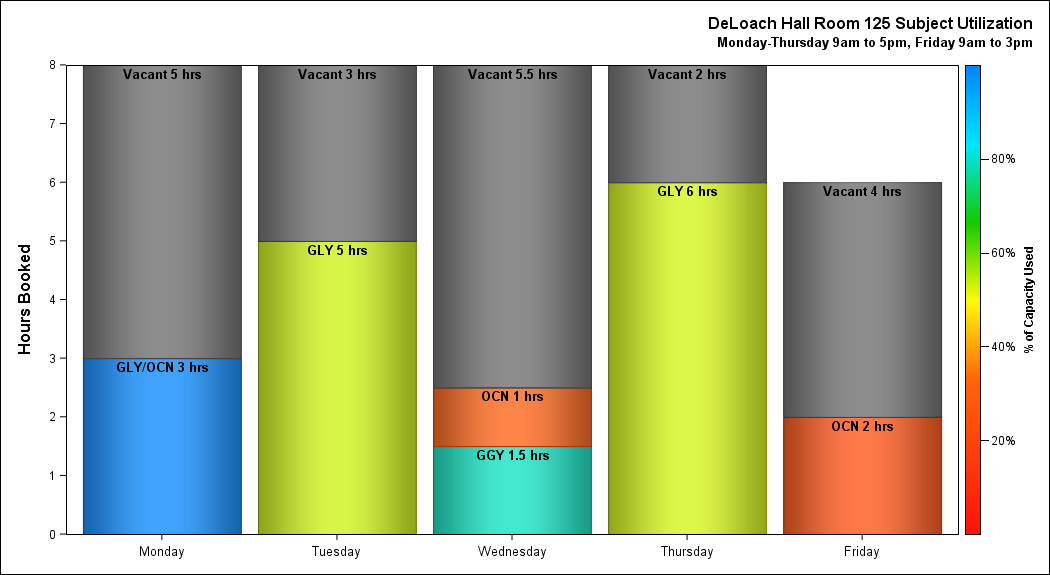 DeLoach Hall Room 125 Subject Utilization
Monday-Thursday 9am to 5pm, Friday 9am to 3pm
Hours Booked
8
7
6
5
4
3
2
1
0
Vacant 5 hrs
GLY/OCN 3 hrs
Vacant 3 hrs
GLY 5 hrs
Vacant 5.5 hrs
OCN 1 hrs
GGY 1.5 hrs
Vacant 2 hrs
GLY 6 hrs
Vacant 4 hrs
OCN 2 hrs
Monday
Tuesday
Wednesday
Thursday
Friday
80%
60%
40%
20%
% of Capacity Used